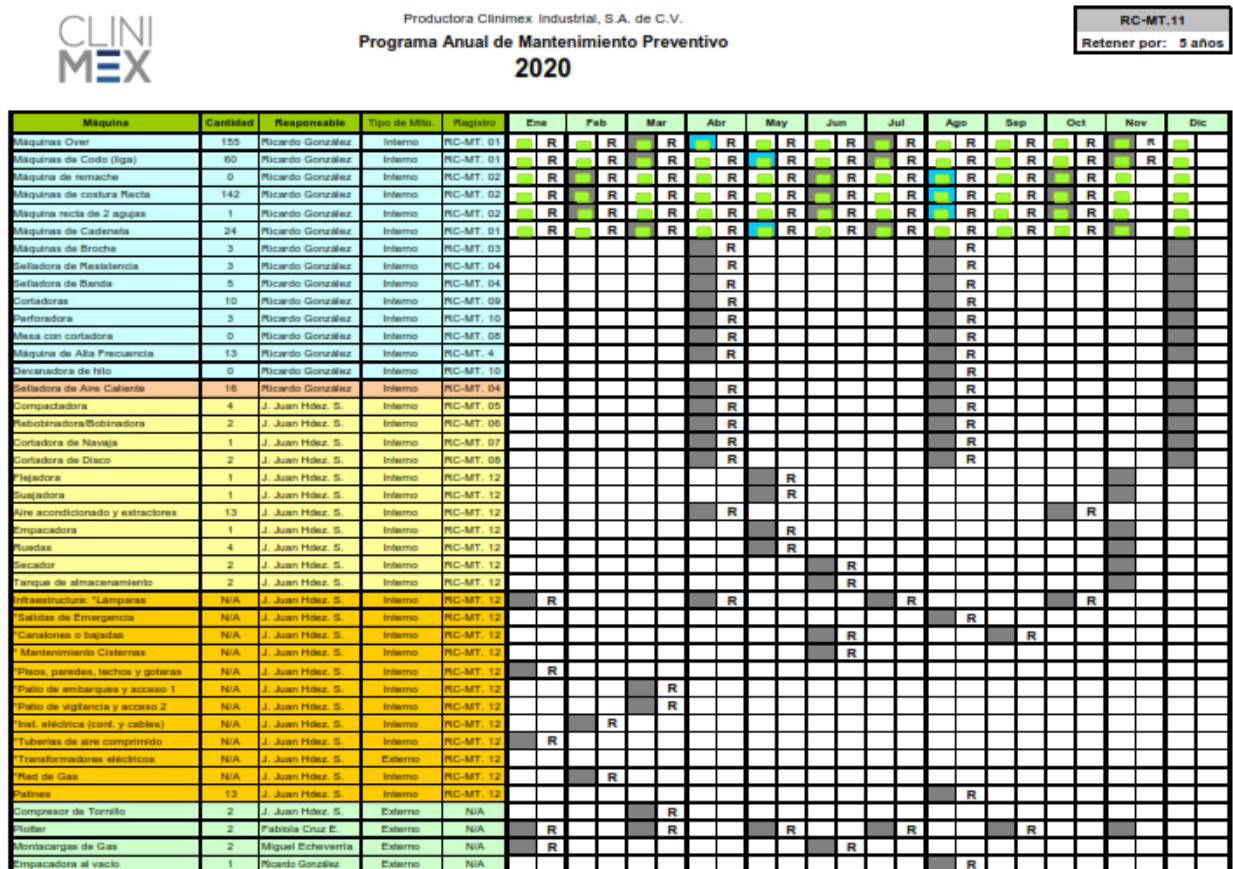 CLINI
MEX
Productora Clinimex Industrial, S.A. de C.V.
Programa Anual de Mantenimiento Preventivo
2020
RC-MT.11
Retener por: 5 años
Máquina Cantidad Responsable Tipo de Mtto. Registro Ene Feb Mar Abr May Jun Jul Ago Sep Oct Nov Dic
Máquinas Over 155 Ricardo González Interno RC-MT. 01 R R R R R R R R R R R
Máquinas de Codo (liga) 60 Ricardo González Interno RC-MT. 01 R R R R R R R R R R R
Máquina de remache 0 Ricardo González Interno RC-MT. 02 R R R R R R R R R R
Máquinas de costura Recta 142 Ricardo González Interno RC-MT. 02 R R R R R R R R R R
Máquina recta de 2 agujas 1 Ricardo González Interno RC-MT. 02 R R R R R R R R R R
Máquinas de Cadeneta 24 Ricardo González Interno RC-MT. 01 R R R R R R R R R R
Máquinas de Broche 3 Ricardo González Interno RC-MT. 03 R R
Selladora de Resistencia 3 Ricardo González Interno RC-MT. 04 R R
Selladora de Banda 5 Ricardo González Interno RC-MT. 04 R R
Cortadoras 10 Ricardo González Interno RC-MT. 09 R R
Perforadora 3 Ricardo González Interno RC-MT. 10 R R
Mesa con cortadora 0 Ricardo González Interno RC-MT. 08 R R
Máquina de Alta Frecuencia 13 Ricardo González Interno RC-MT. 4 R R
Devanadora de hilo 0 Ricardo González Interno RC-MT. 10 R
Selladora de Aire Caliente 16 Ricardo González Interno RC-MT. 04 R R
Compactadora 4 J. Juan Hdez. S. Interno RC-MT. 05 R R
Rebobinadora/Bobinadora 2 J. Juan Hdez. S. Interno RC-MT. 06 R R
Cortadora de Navaja 1 J. Juan Hdez. S. Interno RC-MT. 07 R R
Cortadora de Disco 2 J. Juan Hdez. S. Interno RC-MT. 08 R R
Flejadora 1 J. Juan Hdez. S. Interno RC-MT. 12 R
Suajadora 1 J. Juan Hdez. S. Interno RC-MT. 12 R
Aire acondicionado y extractores 13 J. Juan Hdez. S. Interno RC-MT. 12 R R
Empacadora 1 J. Juan Hdez. S. Interno RC-MT. 12 R
Ruedas 4 J. Juan Hdez. S. Interno RC-MT. 12 R
Secador 2 J. Juan Hdez. S. Interno RC-MT. 12 R
Tanque de almacenamiento 2 J. Juan Hdez. S. Interno RC-MT. 12 R
Infraestructura: *Lámparas N/A J. Juan Hdez. S. Interno RC-MT. 12 R R R R
*Salidas de Emergencia N/A J. Juan Hdez. S. Interno RC-MT. 12 R
*Canalones o bajadas N/A J. Juan Hdez. S. Interno RC-MT. 12 R R
* Mantenimiento Cisternas N/A J. Juan Hdez. S. Interno RC-MT. 12 R
*Pisos, paredes, techos y goteras N/A J. Juan Hdez. S. Interno RC-MT. 12 R
*Patio de embarques y acceso 1 N/A J. Juan Hdez. S. Interno RC-MT. 12 R
*Patio de vigilancia y acceso 2 N/A J. Juan Hdez. S. Interno RC-MT. 12 R
*Inst. eléctrica (cont. y cables) N/A J. Juan Hdez. S. Interno RC-MT. 12 R
*Tuberías de aire comprimido N/A J. Juan Hdez. S. Interno RC-MT. 12 R
*Transformadores eléctricos N/A J. Juan Hdez. S. Externo RC-MT. 12
*Red de Gas N/A J. Juan Hdez. S. Interno RC-MT. 12 R
Patines 13 J. Juan Hdez. S. Interno RC-MT. 12 R
Compresor de Tornillo 2 J. Juan Hdez. S. Externo N/A R
Plotter 2 Fabiola Cruz E. Externo N/A R R R R R
Montacargas de Gas 2 Miguel Echeverría Externo N/A R R
Empacadora al vacío 1 Ricardo González Externo N/A R